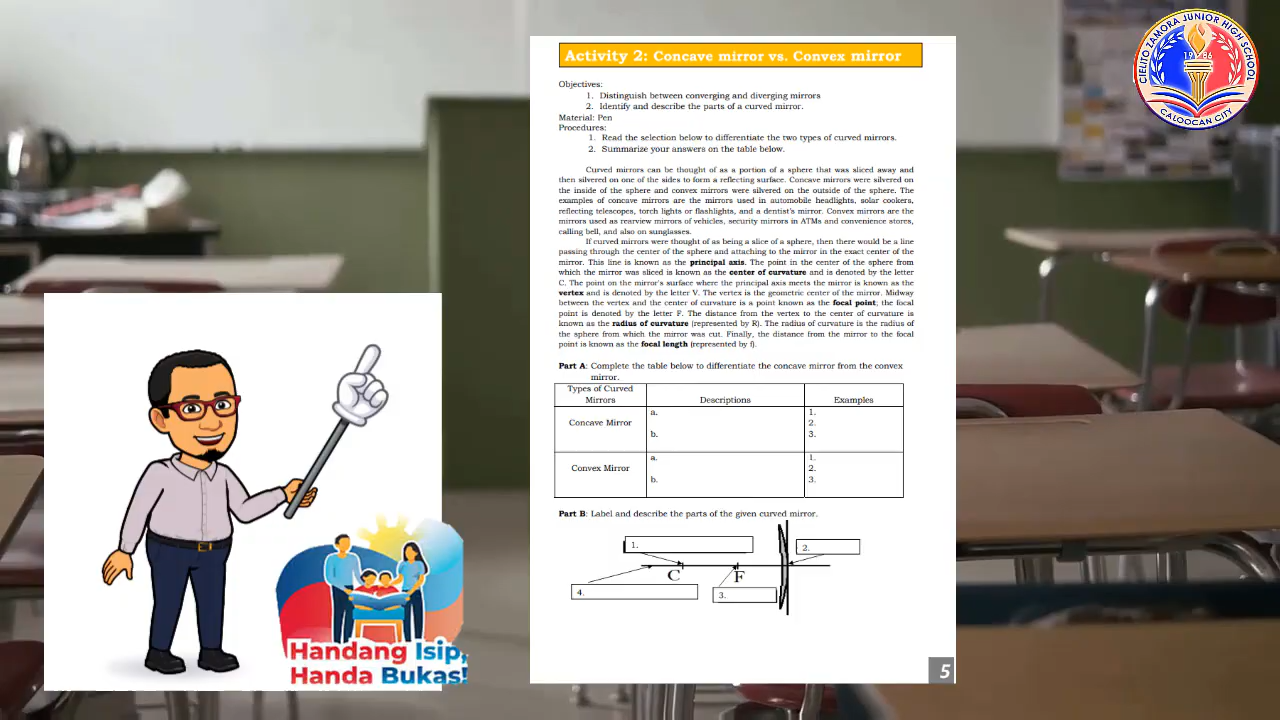 Activity 2: Concave mirror vs. Convex mirror
Objectives:
1. Distinguish between converging and diverging mirrors
2. Identify and describe the parts of a curved mirror.
Material: Pen
Procedures:
1. Read the selection below to differentiate the two types of curved mirrors.
2. Summarize your answers on the table below.
Curved mirrors can be thought of as a portion of a sphere that was sliced away and
then silvered on one of the sides to form a reflecting surface. Concave mirrors were silvered on
the inside of the sphere and convex mirrors were silvered on the outside of the sphere. The
examples of concave mirrors are the mirrors used in automobile headlights, solar cookers,
reflecting telescopes, torch lights or flashlights, and a dentist's mirror. Convex mirrors are the
mirrors used as rearview mirrors of vehicles, security mirrors in ATMs and convenience stores,
calling bell, and also on sunglasses.
If curved mirrors were thought of as being a slice of a sphere, then there would be a line
passing through the center of the sphere and attaching to the mirror in the exact center of the
mirror. This line is known as the principal axis. The point in the center of the sphere from
which the mirror was sliced is known as the center of curvature and is denoted by the letter
C. The point on the mirror's surface where the principal axis meets the mirror is known as the
vertex and is denoted by the letter V. The vertex is the geometric center of the mirror. Midway
between the vertex and the center of curvature is a point known as the focal point; the focal
point is denoted by the letter F. The distance from the vertex to the center of curvature is
known as the radius of curvature (represented by R). The radius of curvature is the radius of
the sphere from which the mirror was cut. Finally, the distance from the mirror to the focal
point is known as the focal length (represented by f).
Part A: Complete the table below to differentiate the concave mirror from the convex
mirror.
Types of Curved
Mirrors
Descriptions
Examples
Concave Mirror
a.
b.
1.
2.
3.
Convex Mirror
a.
b.
1.
2.
3.
Part B: Label and describe the parts of the given curved mirror.
1.
2.
C
F
4.
3.
5
Handang Isip,
Handa Bukas!
CIELITO ZAMORA JUNIOR HIGH SCHOOL
CALOOCAN CITY